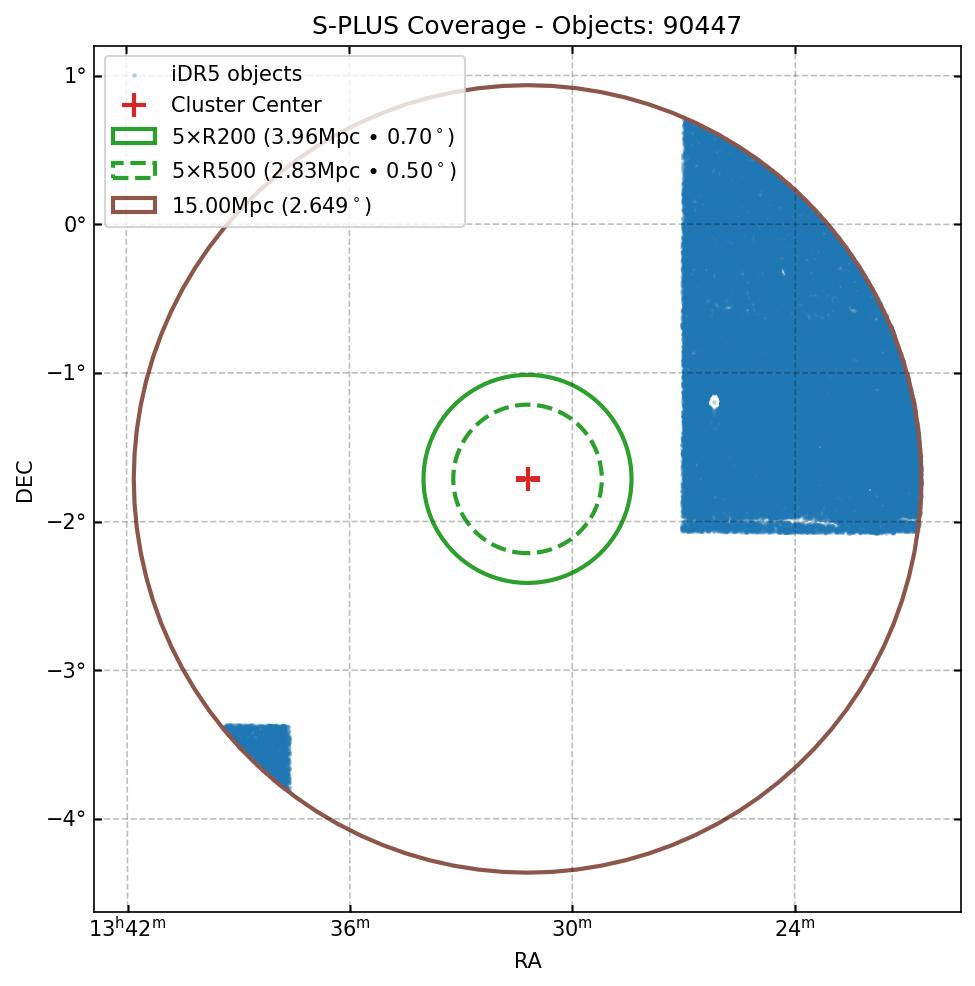 S-PLUS Coverage - Objects: 90447
iDR5 objects
Cluster Center
5×R200 (3.96Mpc • 0.70°)
5×R500 (2.83Mpc • 0.50°)
15.00Mpc (2.649°)
1°
0°
−1°
−2°
−3°
−4°
DEC
13ʰ42ᵐ
36ᵐ
30ᵐ
24ᵐ
RA